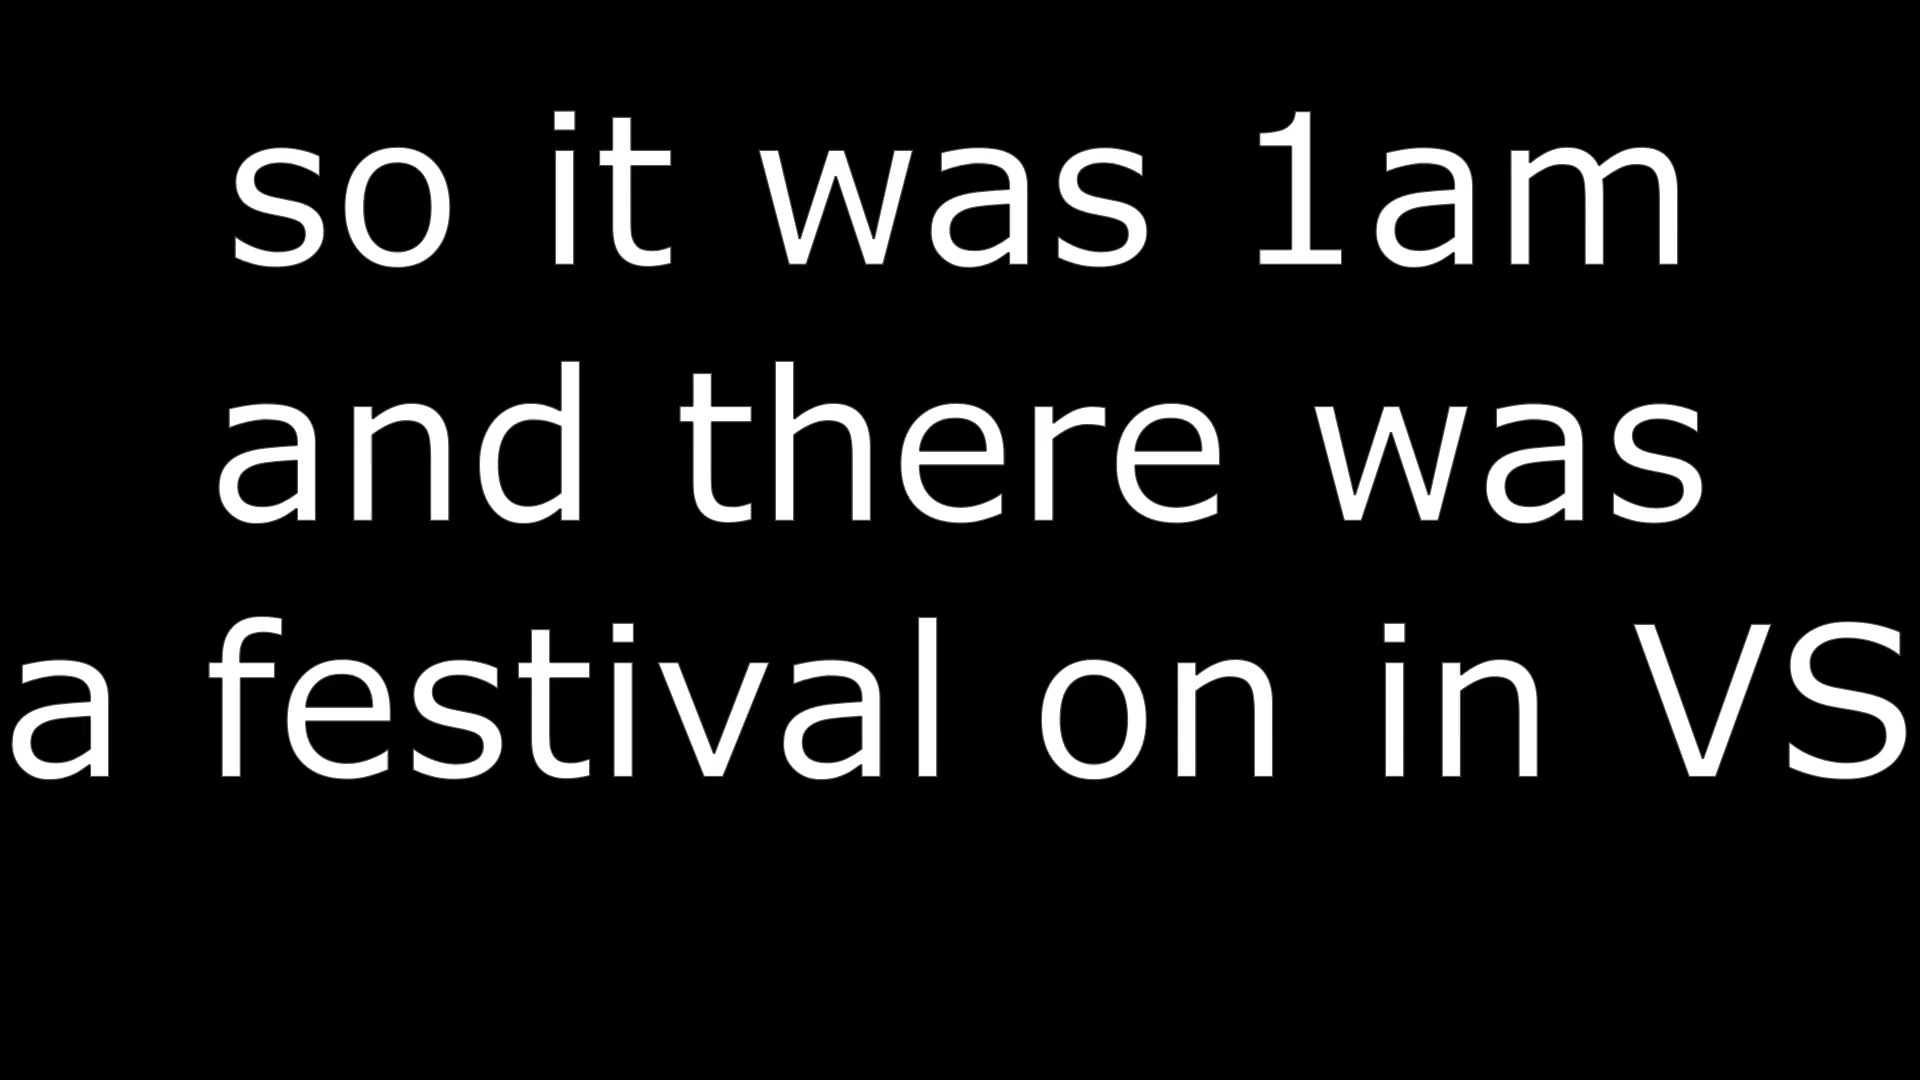 so it was 1am
and there was
a festival on in VS